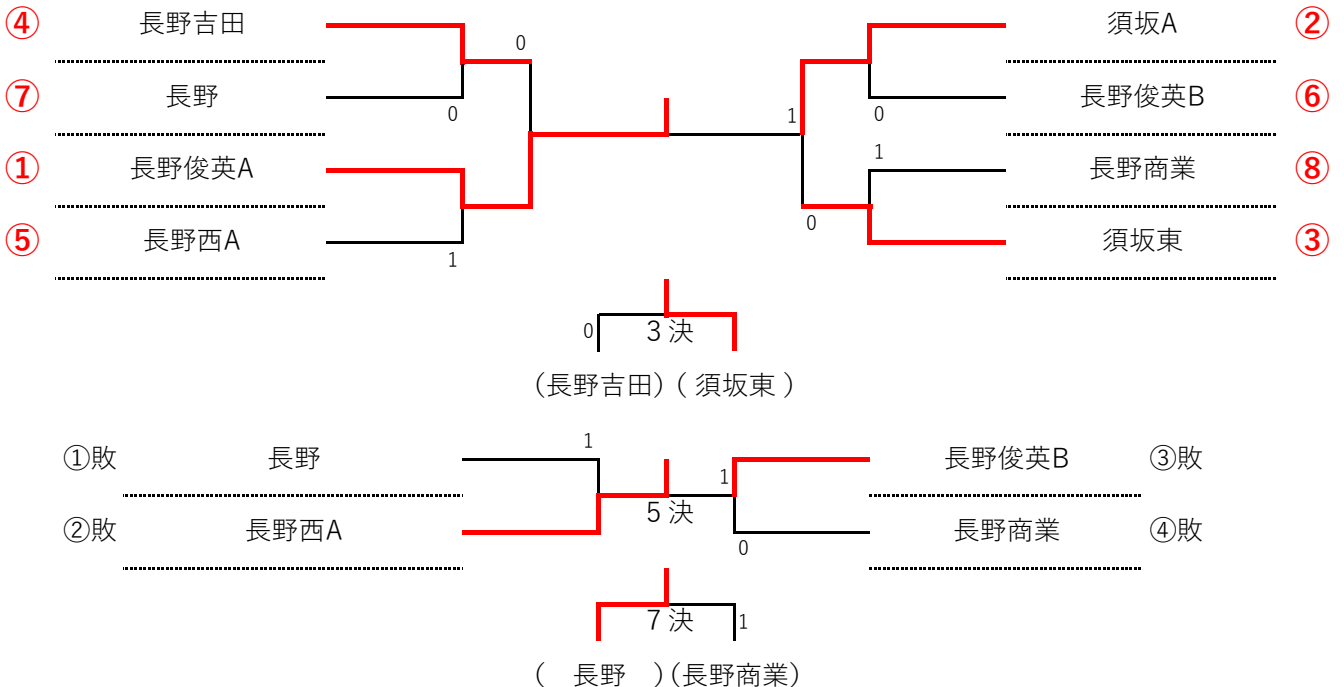 ④ 長野吉田 0 須坂A ②
⑦ 長野 0 1 0 長野俊英B ⑥
① 長野俊英A 1 長野商業 ⑧
⑤ 長野西A 1 0 須坂東 ③
0 3決
(長野吉田)(須坂東)
①敗 長野 1 1 長野俊英B ③敗
5決
②敗 長野西A 0 長野商業 ④敗
7決 1
(長野)(長野商業)